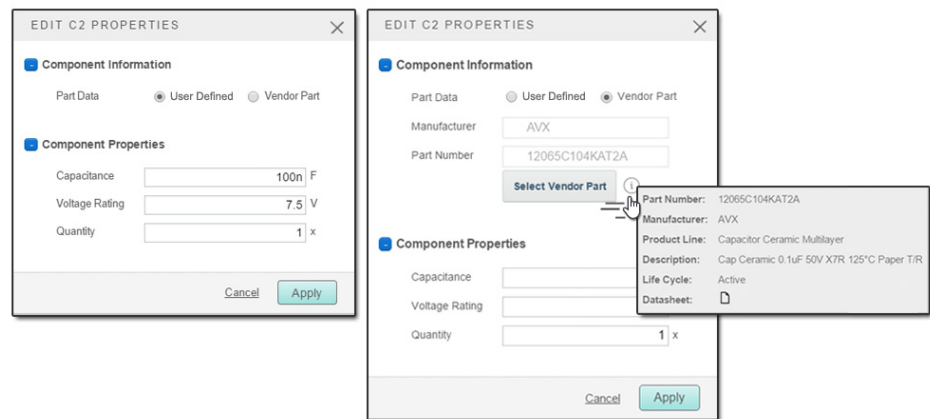 EDIT C2 PROPERTIES
Component Information
Part Data User Defined Vendor Part
Component Properties
Capacitance 100n F
Voltage Rating 7.5 V
Quantity 1 x
Cancel Apply
EDIT C2 PROPERTIES
Component Information
Part Data User Defined Vendor Part
Manufacturer AVX
Part Number 12065C104KAT2A
Select Vendor Part i
Part Number: 12065C104KAT2A
Manufacturer: AVX
Product Line: Capacitor Ceramic Multilayer
Description: Cap Ceramic 0.1uF 50V X7R 125°C Paper T/R
Life Cycle: Active
Datasheet:
Component Properties
Capacitance
Voltage Rating
Quantity 1 x
Cancel Apply